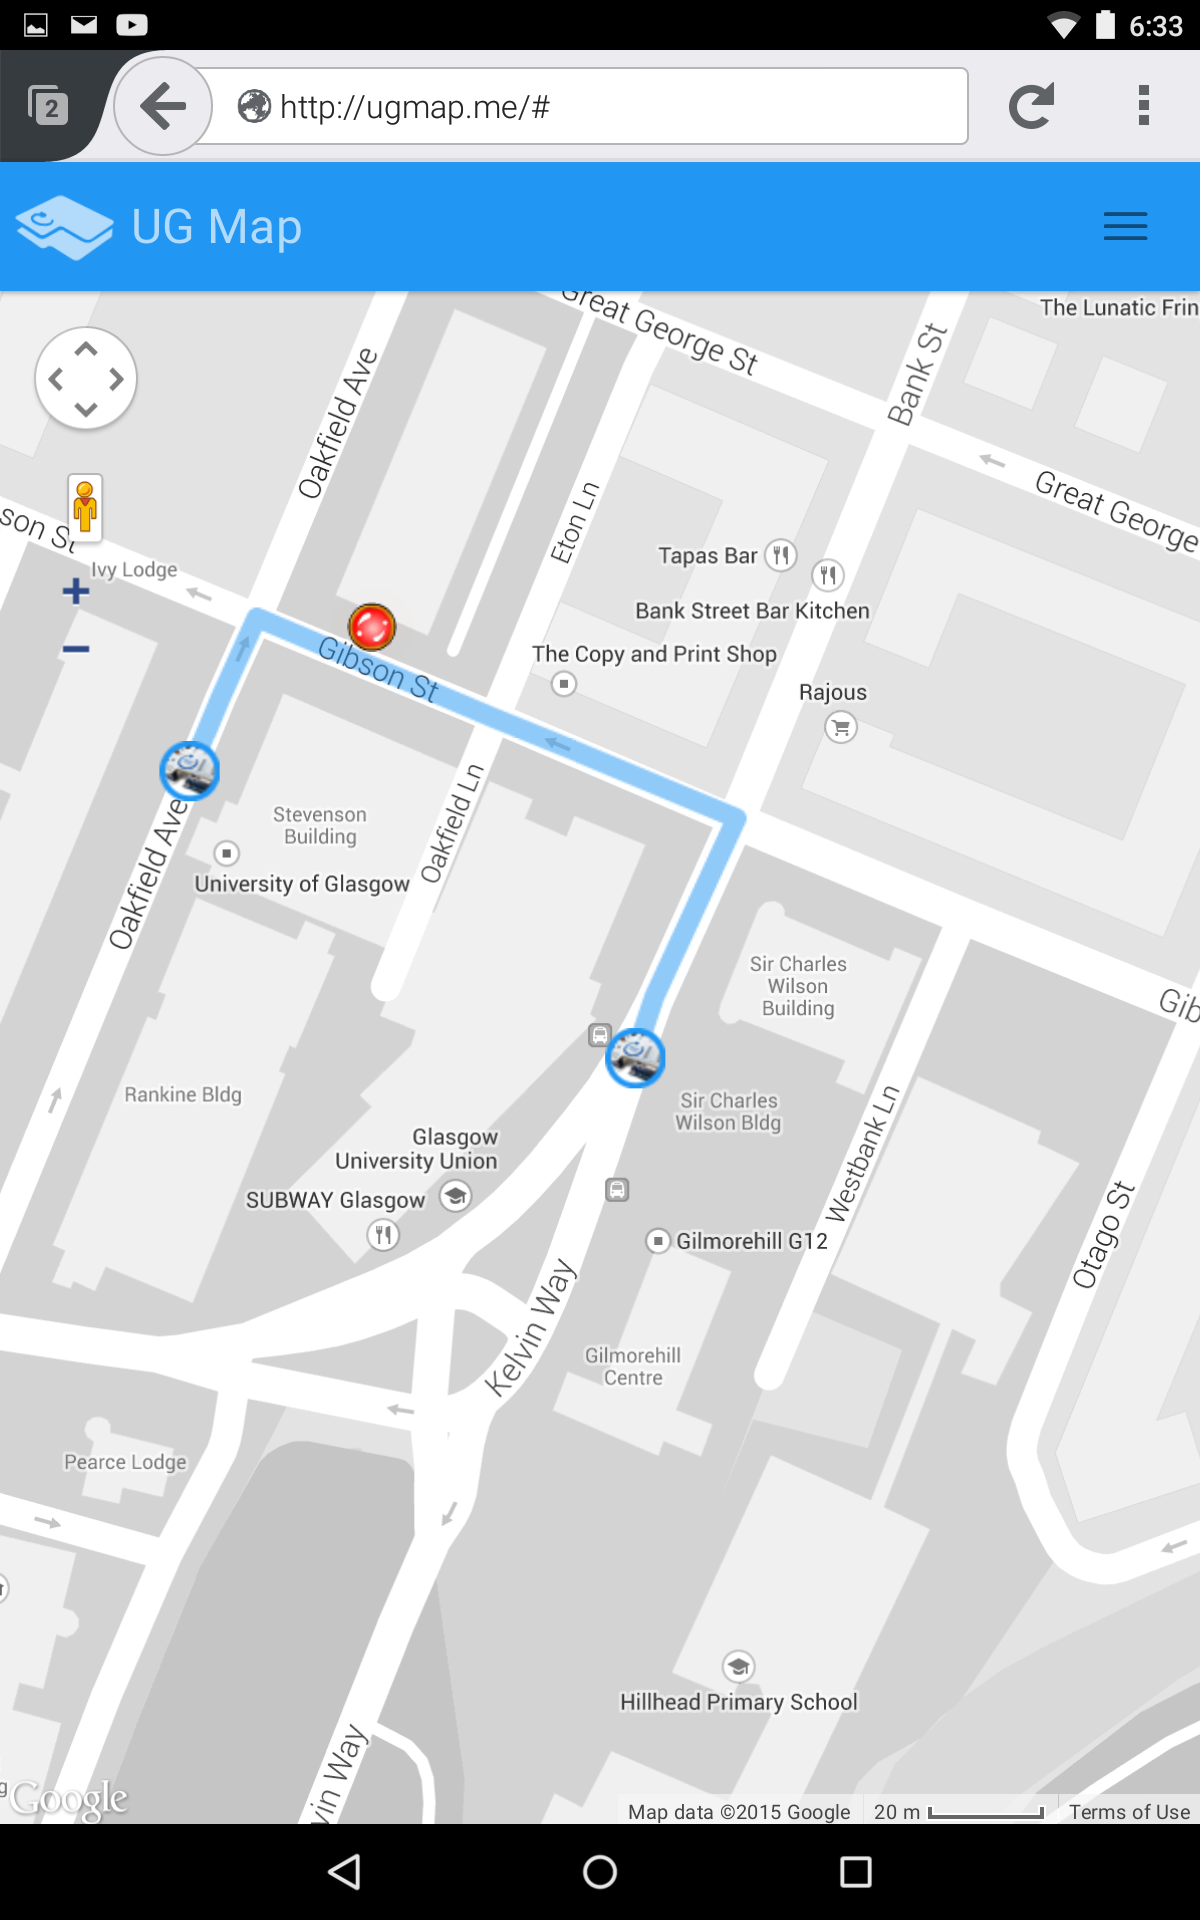 6:33
2
http://ugmap.me/#
UG Map
Great George St
The Lunatic Frin
Bank St
Oakfield Ave
Great George
Eton Ln
son St
Ivy Lodge
Tapas Bar
Bank Street Bar Kitchen
The Copy and Print Shop
Gibson St
Rajous
Oakfield Ln
Stevenson
Building
University of Glasgow
Oakfield Ave
Sir Charles
Wilson
Building
Gib
Rankine Bldg
Sir Charles
Wilson Bldg
Westbank Ln
Glasgow
University Union
SUBWAY Glasgow
Gilmorehill G12
Otago St
Kelvin Way
Gilmorehill
Centre
Pearce Lodge
Hillhead Primary School
vin Way
g
Google
Map data ©2015 Google
20 m
Terms of Use